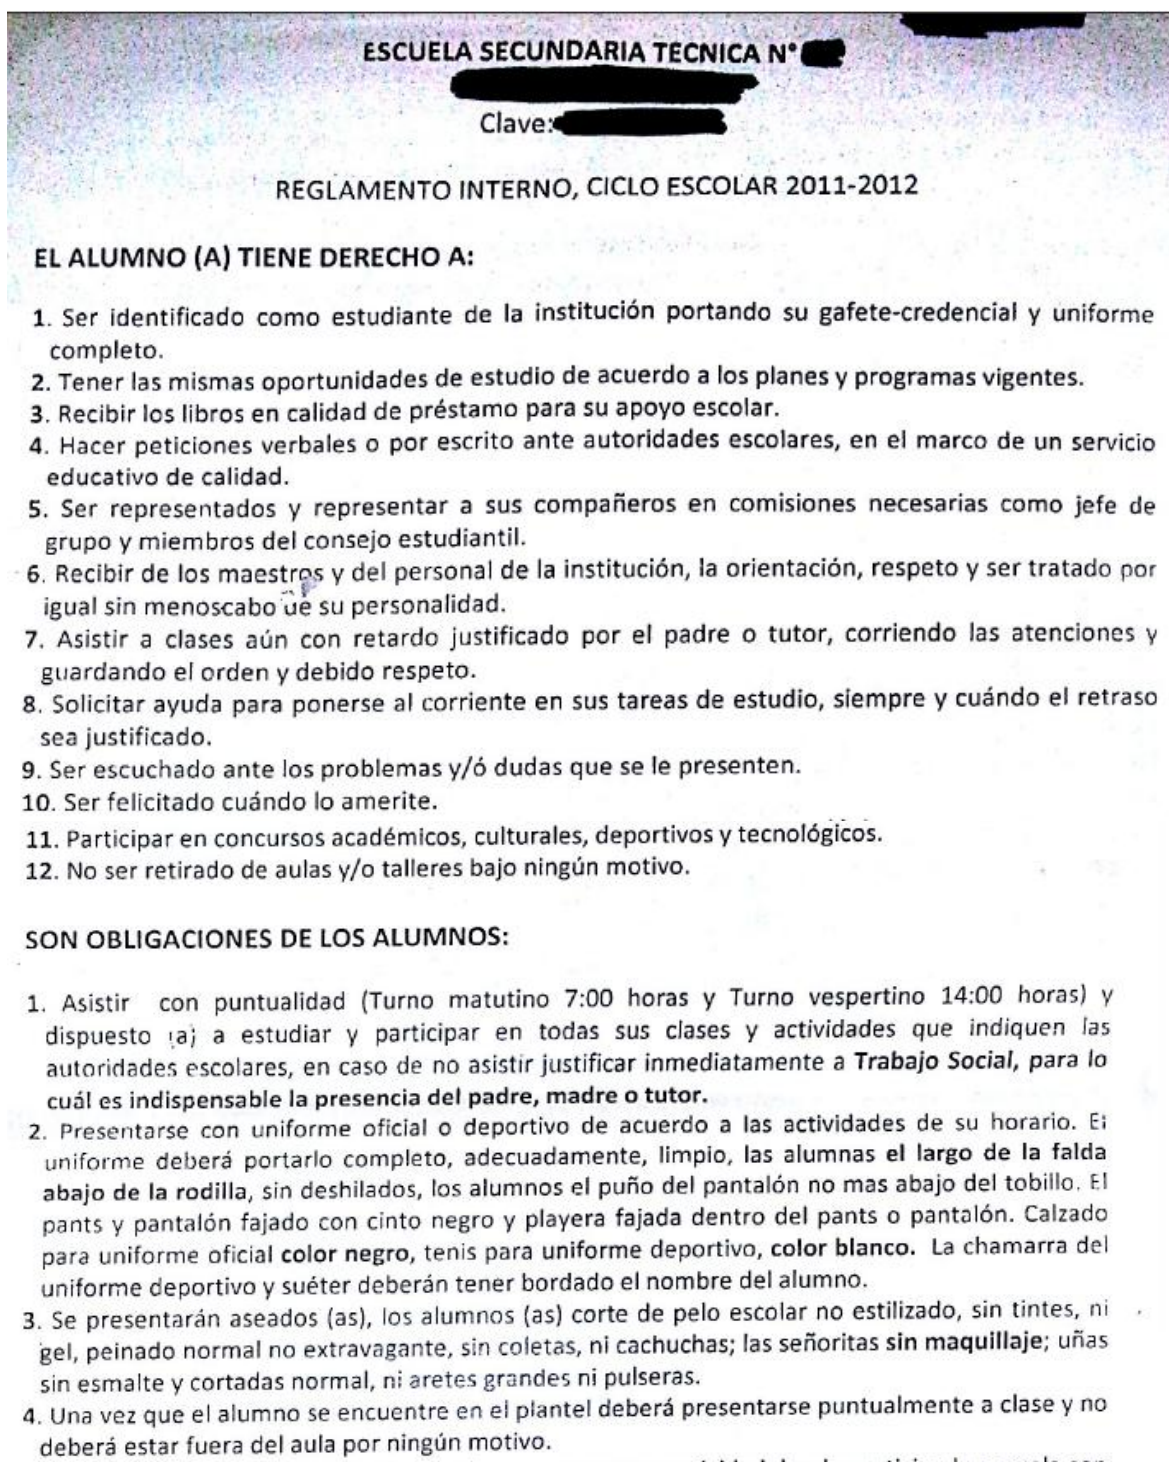 ESCUELA SECUNDARIA TECNICA N°
Clave:
REGLAMENTO INTERNO, CICLO ESCOLAR 2011-2012
EL ALUMNO (A) TIENE DERECHO A:
1. Ser identificado como estudiante de la institución portando su gafete-credencial y uniforme
completo.
2. Tener las mismas oportunidades de estudio de acuerdo a los planes y programas vigentes.
3. Recibir los libros en calidad de préstamo para su apoyo escolar.
4. Hacer peticiones verbales o por escrito ante autoridades escolares, en el marco de un servicio
educativo de calidad.
5. Ser representados y representar a sus compañeros en comisiones necesarias como jefe de
grupo y miembros del consejo estudiantil.
6. Recibir de los maestros y del personal de la institución, la orientación, respeto y ser tratado por
igual sin menoscabo de su personalidad.
7. Asistir a clases aún con retardo justificado por el padre o tutor, corriendo las atenciones y
guardando el orden y debido respeto.
8. Solicitar ayuda para ponerse al corriente en sus tareas de estudio, siempre y cuándo el retraso
sea justificado.
9. Ser escuchado ante los problemas y/ó dudas que se le presenten.
10. Ser felicitado cuándo lo amerite.
11. Participar en concursos académicos, culturales, deportivos y tecnológicos.
12. No ser retirado de aulas y/o talleres bajo ningún motivo.
SON OBLIGACIONES DE LOS ALUMNOS:
1. Asistir con puntualidad (Turno matutino 7:00 horas y Turno vespertino 14:00 horas) y
dispuesto (a) a estudiar y participar en todas sus clases y actividades que indiquen las
autoridades escolares, en caso de no asistir justificar inmediatamente a Trabajo Social, para lo
cuál es indispensable la presencia del padre, madre o tutor.
2. Presentarse con uniforme oficial o deportivo de acuerdo a las actividades de su horario. El
uniforme deberá portarlo completo, adecuadamente, limpio, las alumnas el largo de la falda
abajo de la rodilla, sin deshilados, los alumnos el puño del pantalón no mas abajo del tobillo. El
pants y pantalón fajado con cinto negro y playera fajada dentro del pants o pantalón. Calzado
para uniforme oficial color negro, tenis para uniforme deportivo, color blanco. La chamarra del
uniforme deportivo y suéter deberán tener bordado el nombre del alumno.
3. Se presentarán aseados (as), los alumnos (as) corte de pelo escolar no estilizado, sin tintes, ni
gel, peinado normal no extravagante, sin coletas, ni cachuchas; las señoritas sin maquillaje; uñas
sin esmalte y cortadas normal, ni aretes grandes ni pulseras.
4. Una vez que el alumno se encuentre en el plantel deberá presentarse puntualmente a clase y no
deberá estar fuera del aula por ningún motivo.